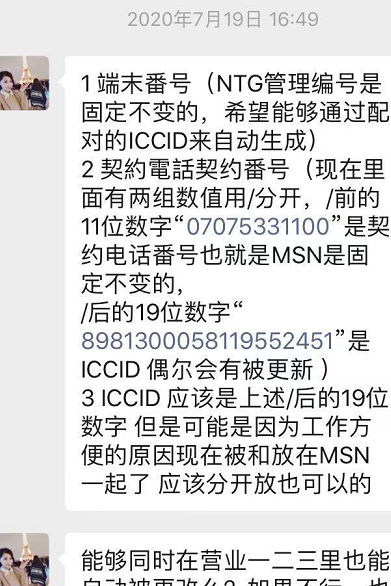 2020年7月19日 16:49
1 端末番号（NTG管理编号是
固定不变的，希望能够通过配
对的ICCID来自动生成）
2 契約電話契约番号（现在里
面有两组数值用/分开，/前的
11位数字“07075331100”是契
约电话番号也就是MSN是固
定不变的，
/后的19位数字“
8981300058119552451”是
ICCID 偶尔会有被更新 ）
3 ICCID 应该是上述/后的19位
数字 但是可能是因为工作方
便的原因现在被和放在MSN
一起了 应该分开放也可以的
能够同时在营业一二三里也能